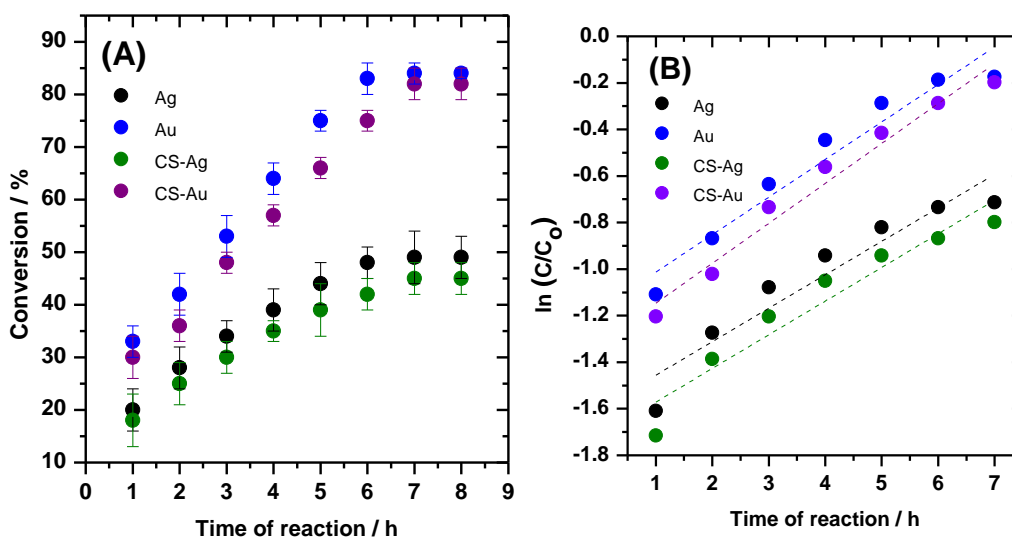 (A)
Conversion / %
90
80
70
60
50
40
30
20
10
Ag
Au
CS-Ag
CS-Au
0 1 2 3 4 5 6 7 8 9
Time of reaction / h
(B)
ln (C/Co)
0.0
-0.2
-0.4
-0.6
-0.8
-1.0
-1.2
-1.4
-1.6
-1.8
Ag
Au
CS-Ag
CS-Au
1 2 3 4 5 6 7
Time of reaction / h